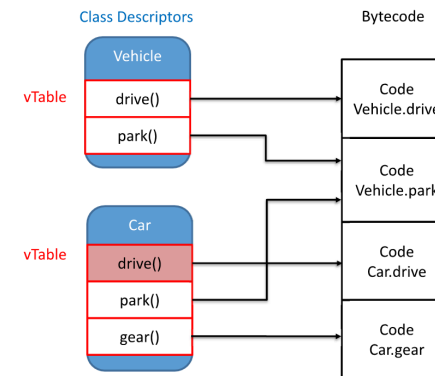 Class Descriptors
Bytecode
Vehicle
vTable
drive()
park()
Code
Vehicle.drive
Code
Vehicle.park
Car
vTable
drive()
park()
gear()
Code
Car.drive
Code
Car.gear